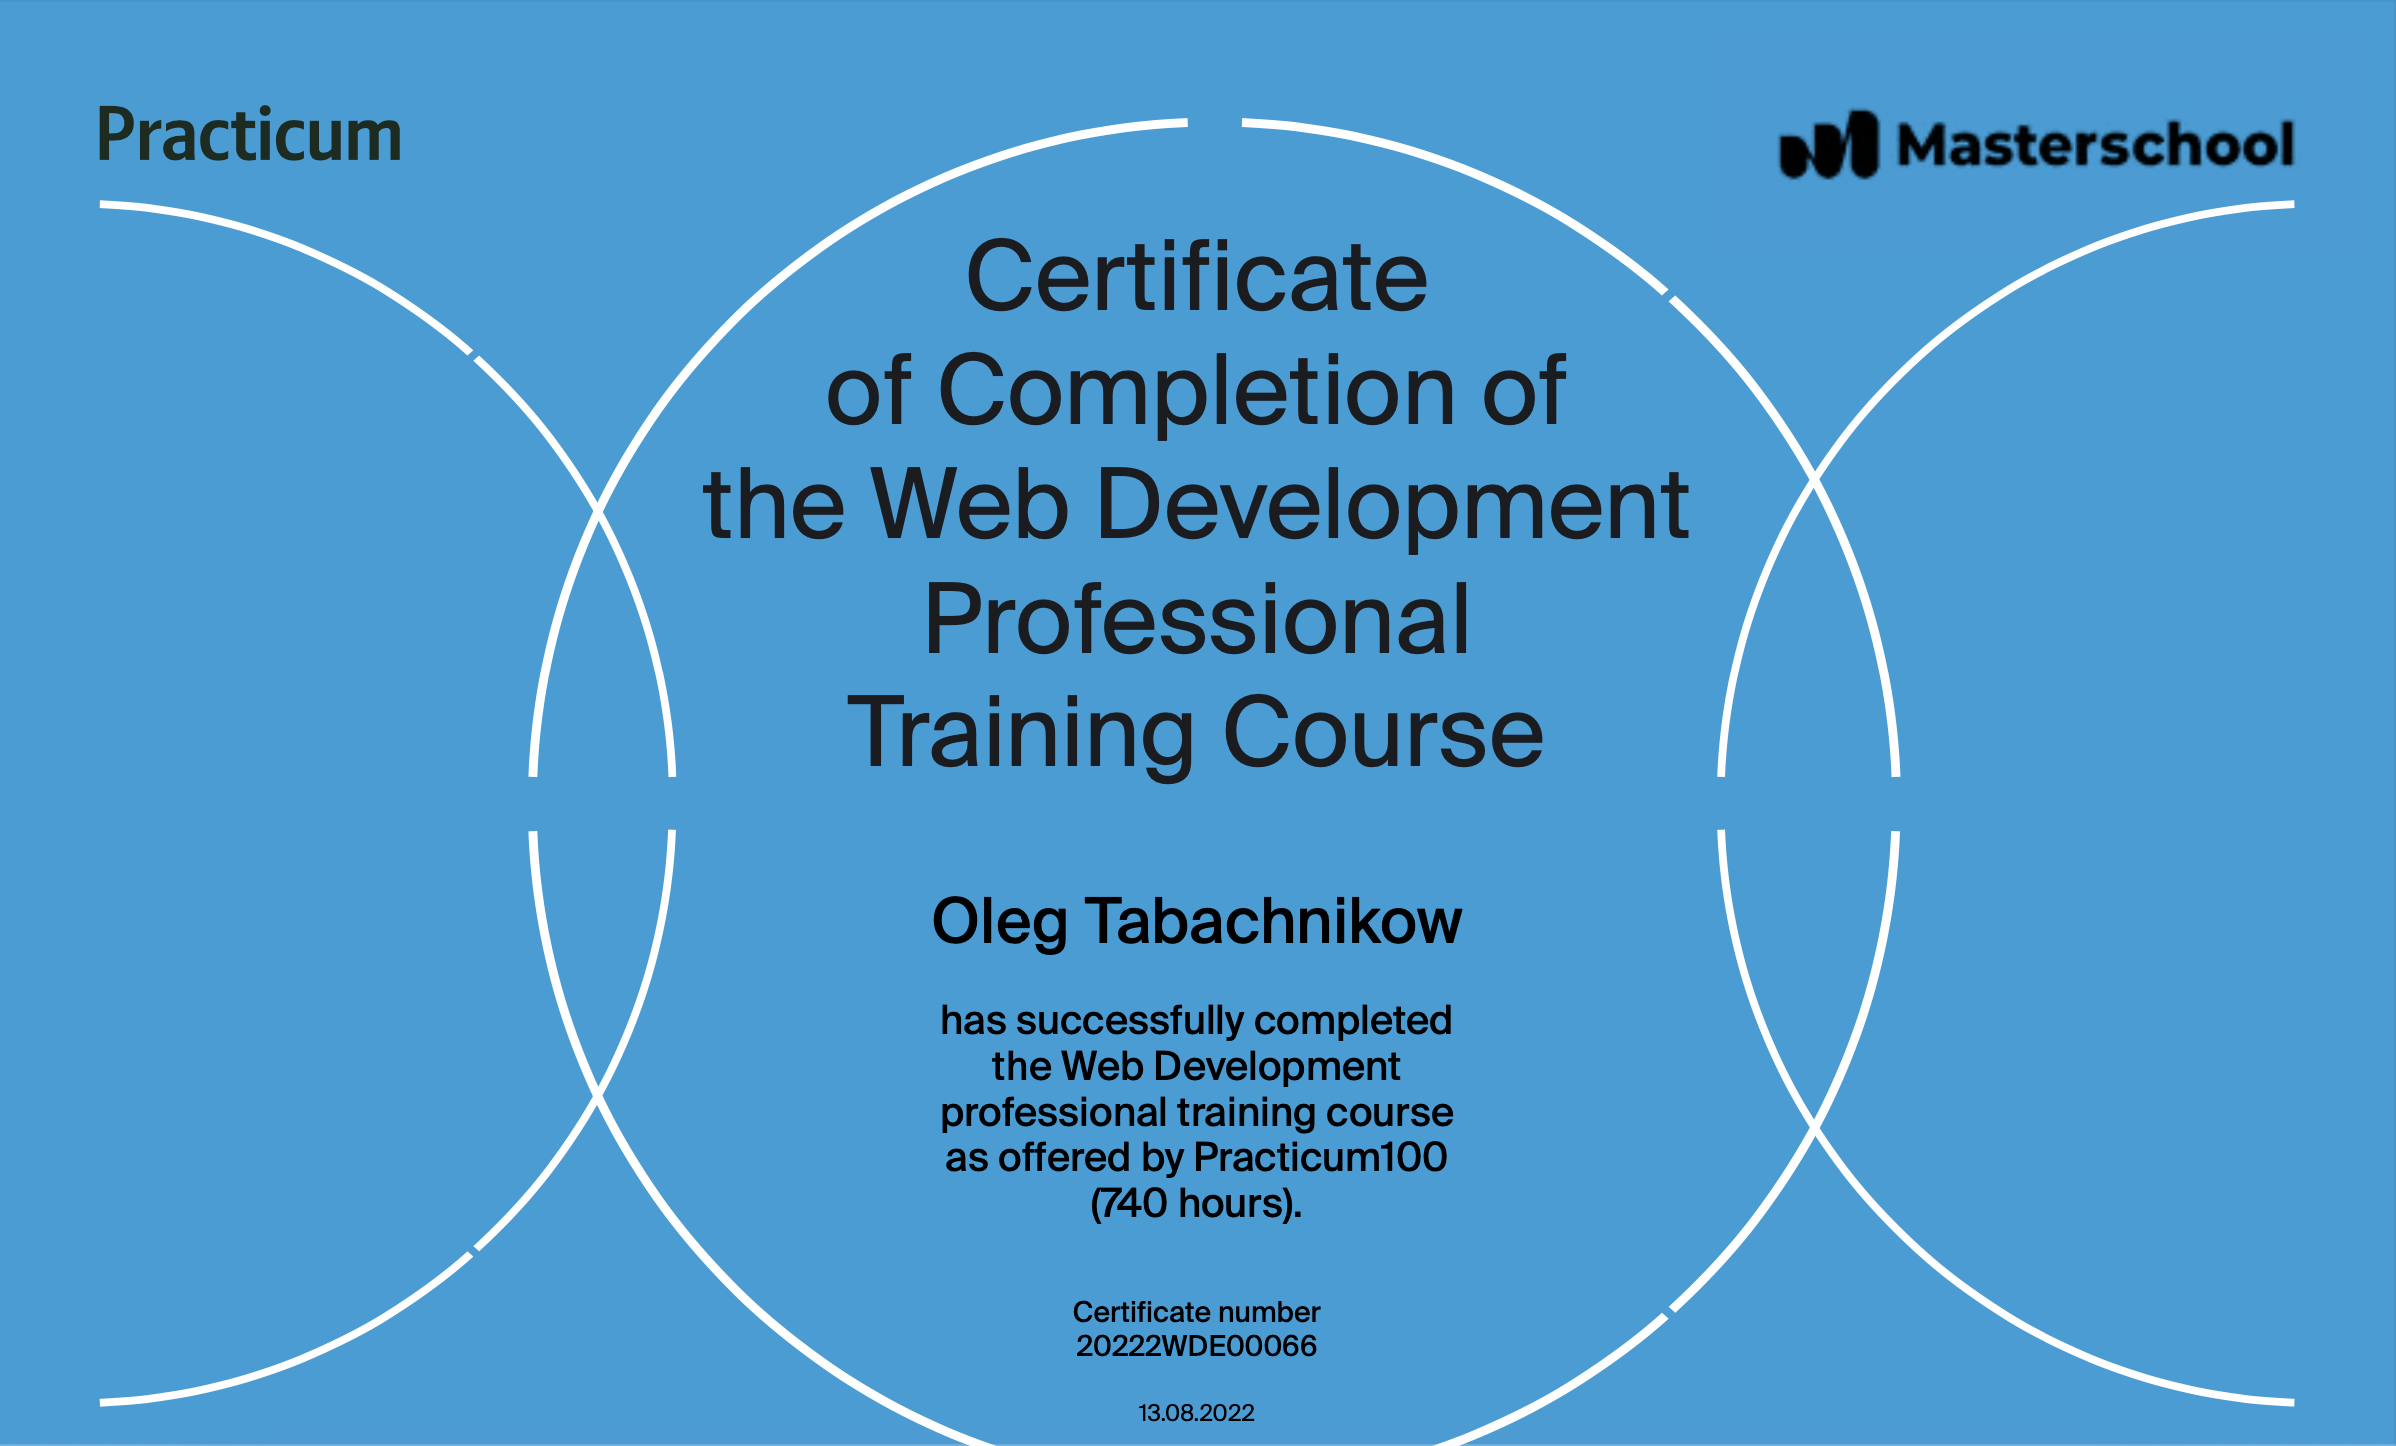 Practicum
Masterschool
Certificate
of Completion of
the Web Development
Professional
Training Course
Oleg Tabachnikow
has successfully completed
the Web Development
professional training course
as offered by Practicum100
(740 hours).
Certificate number
20222WDE00066
13.08.2022